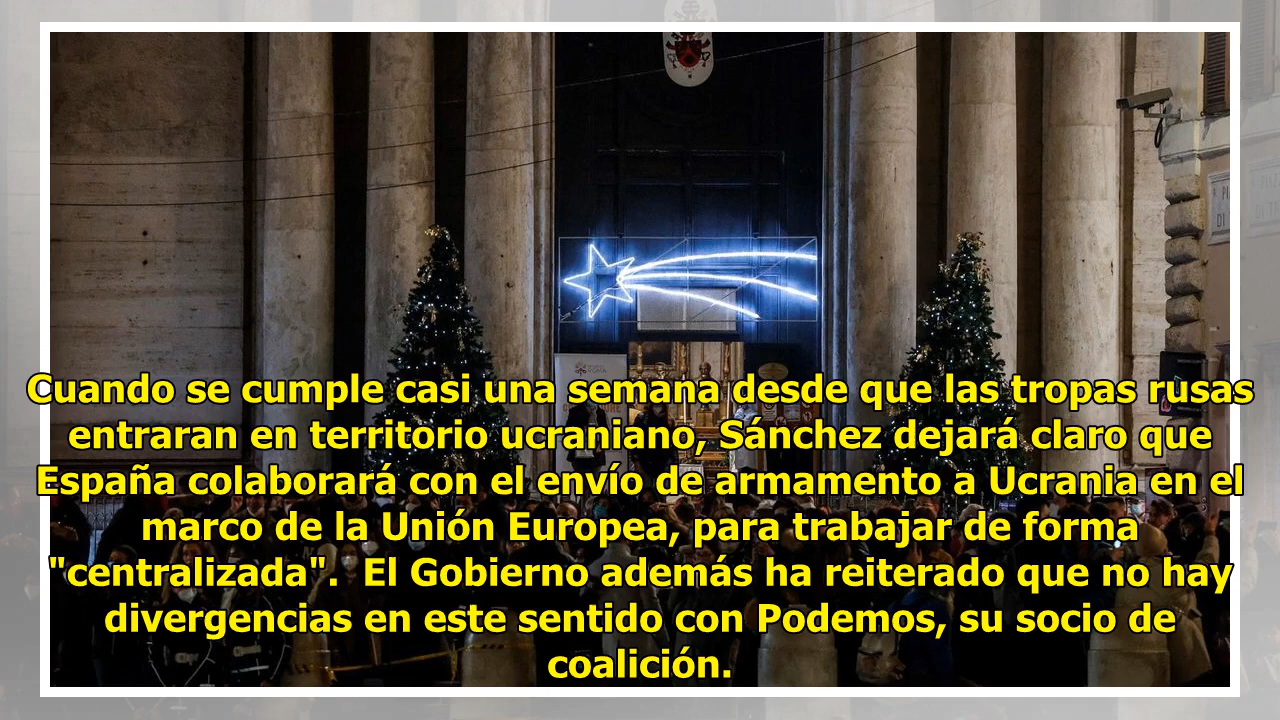 Cuando se cumple casi una semana desde que las tropas rusas
entraran en territorio ucraniano, Sánchez dejará claro que
España colaborará con el envío de armamento a Ucrania en el
marco de la Unión Europea, para trabajar de forma
"centralizada".  El Gobierno además ha reiterado que no hay
divergencias en este sentido con Podemos, su socio de
coalición.